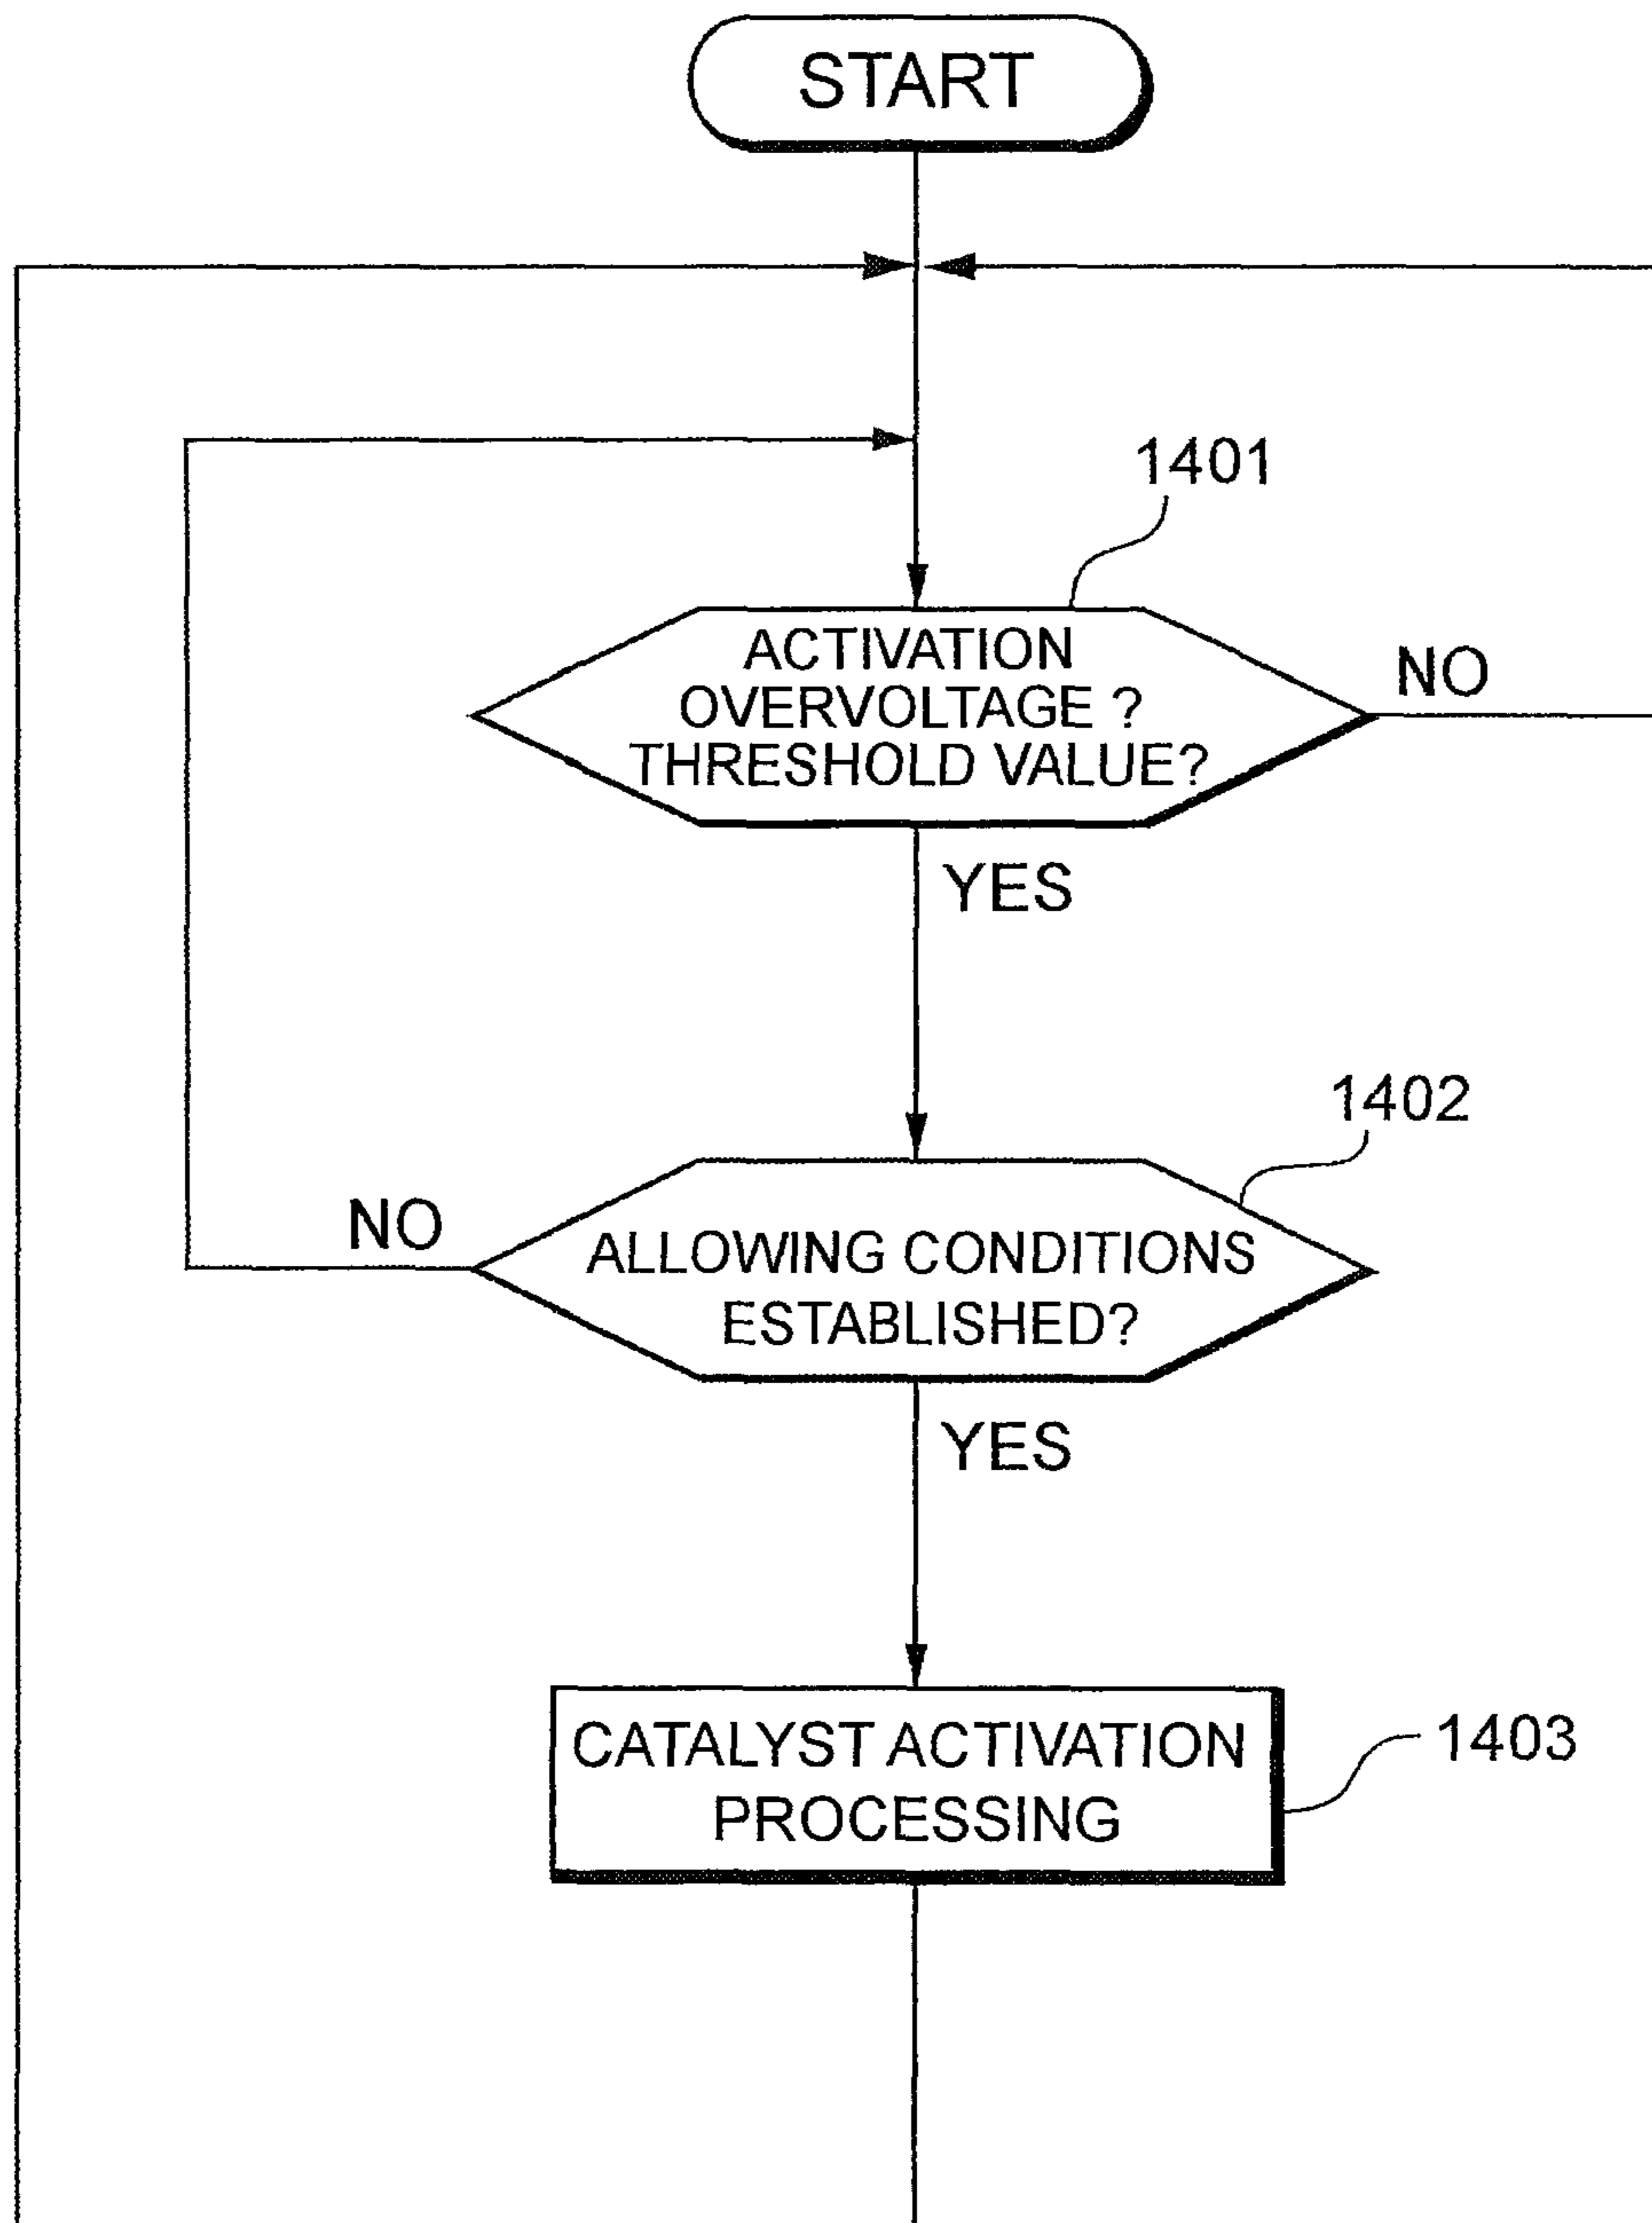 START
1401
ACTIVATION
OVERVOLTAGE ?
THRESHOLD VALUE?
NO
YES
1402
NO
ALLOWING CONDITIONS
ESTABLISHED?
YES
CATALYST ACTIVATION
PROCESSING
1403